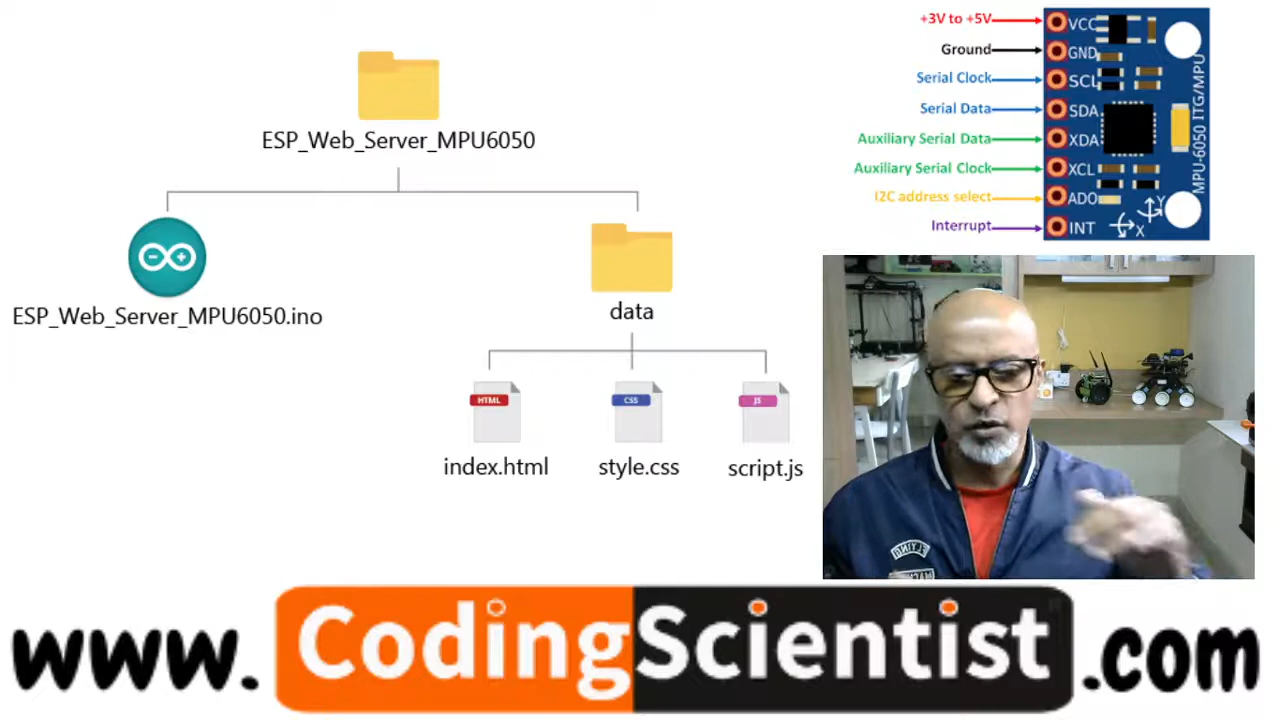 ESP_Web_Server_MPU6050
ESP_Web_Server_MPU6050.ino
data
HTML
CSS
JS
index.html
style.css
script.js
+3V to +5V
Ground
Serial Clock
Serial Data
Auxiliary Serial Data
Auxiliary Serial Clock
I2C address select
Interrupt
VCC
GND
SCL
SDA
XDA
XCL
ADO
INT
MPU-6050 ITG/MPU
Y
X
FLYING
www.CodingScientist.com